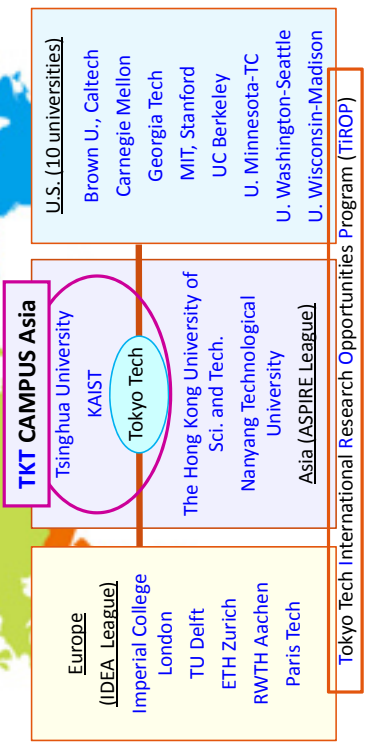 Europe
(IDEA League)
Imperial College
London
TU Delft
ETH Zurich
RWTH Aachen
Paris Tech
TKT CAMPUS Asia
Tsinghua University
KAIST
Tokyo Tech
The Hong Kong University of
Sci. and Tech.
Nanyang Technological
University
Asia (ASPIRE League)
U.S. (10 universities)
Brown U., Caltech
Carnegie Mellon
Georgia Tech
MIT, Stanford
UC Berkeley
U. Minnesota-TC
U. Washington-Seattle
U. Wisconsin-Madison
Tokyo Tech International Research Opportunities Program (TiROP)